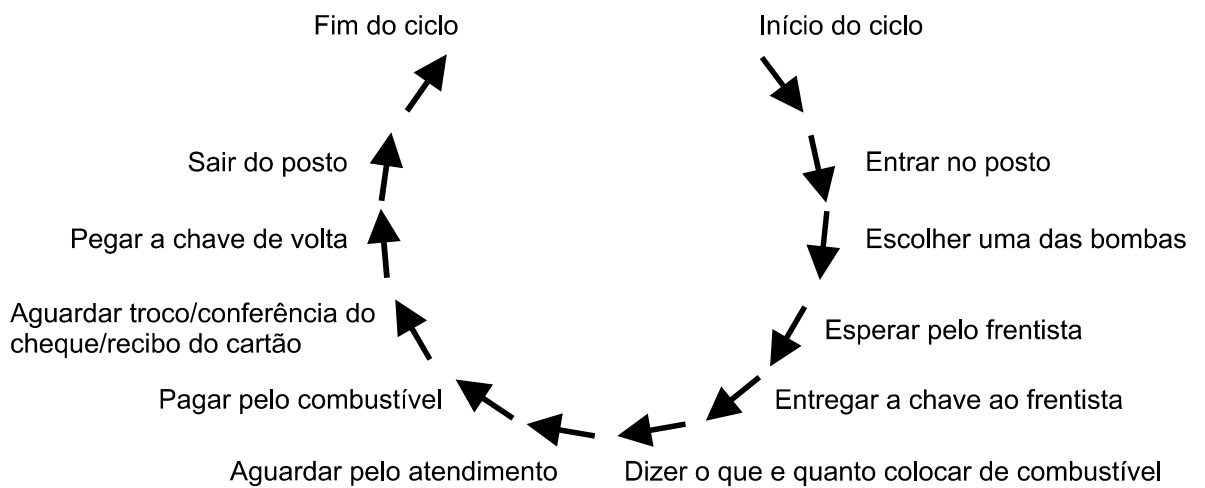 Início do ciclo
Entrar no posto
Escolher uma das bombas
Esperar pelo frentista
Entregar a chave ao frentista
Dizer o que e quanto colocar de combustível
Aguardar pelo atendimento
Pagar pelo combustível
Aguardar troco/conferência do
cheque/recibo do cartão
Pegar a chave de volta
Sair do posto
Fim do ciclo